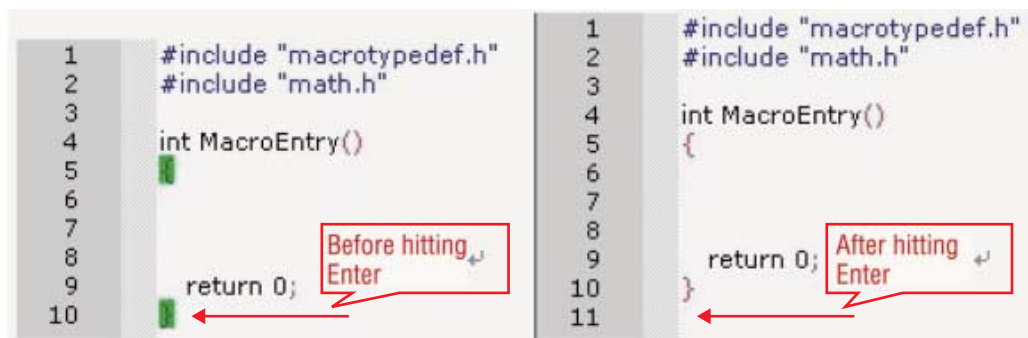 1 #include "macrotypedef.h"
2 #include "math.h"
3
4 int MacroEntry()
5 {
6
7
8
9 return 0;
10 }
Before hitting ↵
Enter
1 #include "macrotypedef.h"
2 #include "math.h"
3
4 int MacroEntry()
5 {
6
7
8
9 return 0;
10 }
11
After hitting ↵
Enter